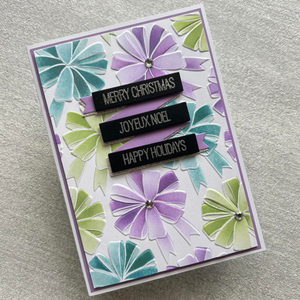 MERRY CHRISTMAS
JOYEUX NOEL
HAPPY HOLIDAYS